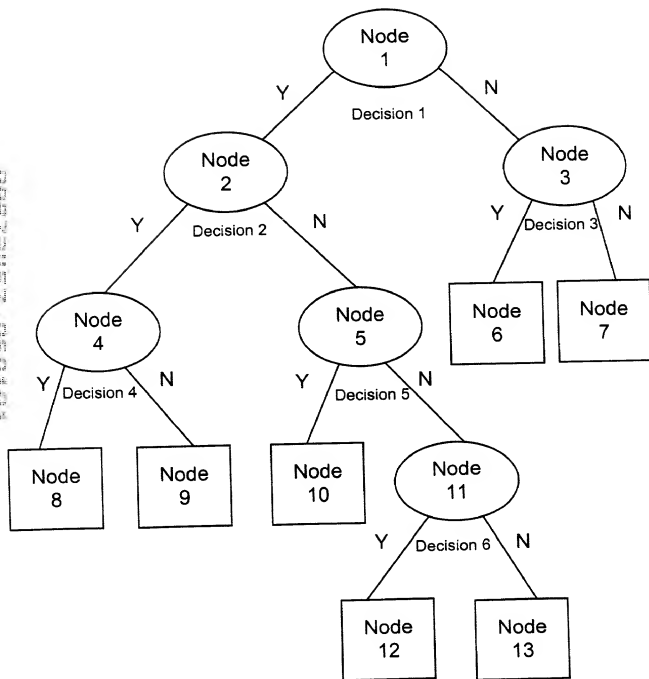 Node
1
Y
N
Decision 1
Node
2
Node
3
Y
Decision 2
N
Y
Decision 3
N
Node
4
Node
5
Node
6
Node
7
Y
Decision 4
N
Y
Decision 5
N
Node
8
Node
9
Node
10
Node
11
Y
Decision 6
N
Node
12
Node
13